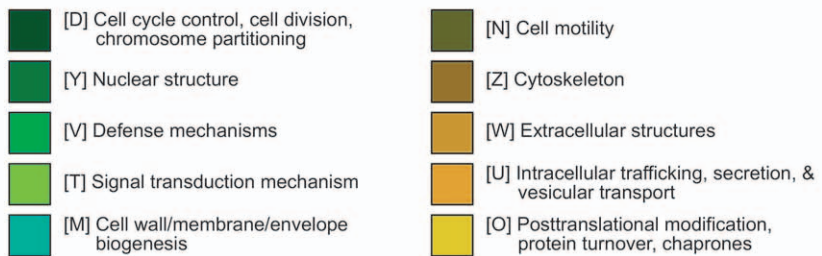 [D] Cell cycle control, cell division,
chromosome partitioning
[Y] Nuclear structure
[V] Defense mechanisms
[T] Signal transduction mechanism
[M] Cell wall/membrane/envelope
biogenesis
[N] Cell motility
[Z] Cytoskeleton
[W] Extracellular structures
[U] Intracellular trafficking, secretion, &
vesicular transport
[O] Posttranslational modification,
protein turnover, chaprones